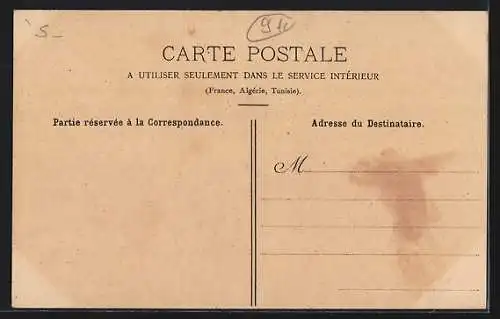 5-
91
CARTE POSTALE
A UTILISER SEULEMENT DANS LE SERVICE INTÉRIEUR
(France, Algérie, Tunisie).
Partie réservée à la Correspondance.
Adresse du Destinataire.
M